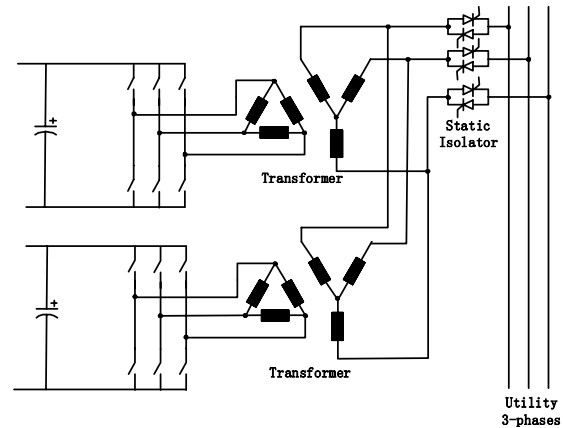 Static
Isolator
Transformer
Transformer
Utility
3-phases
+
+